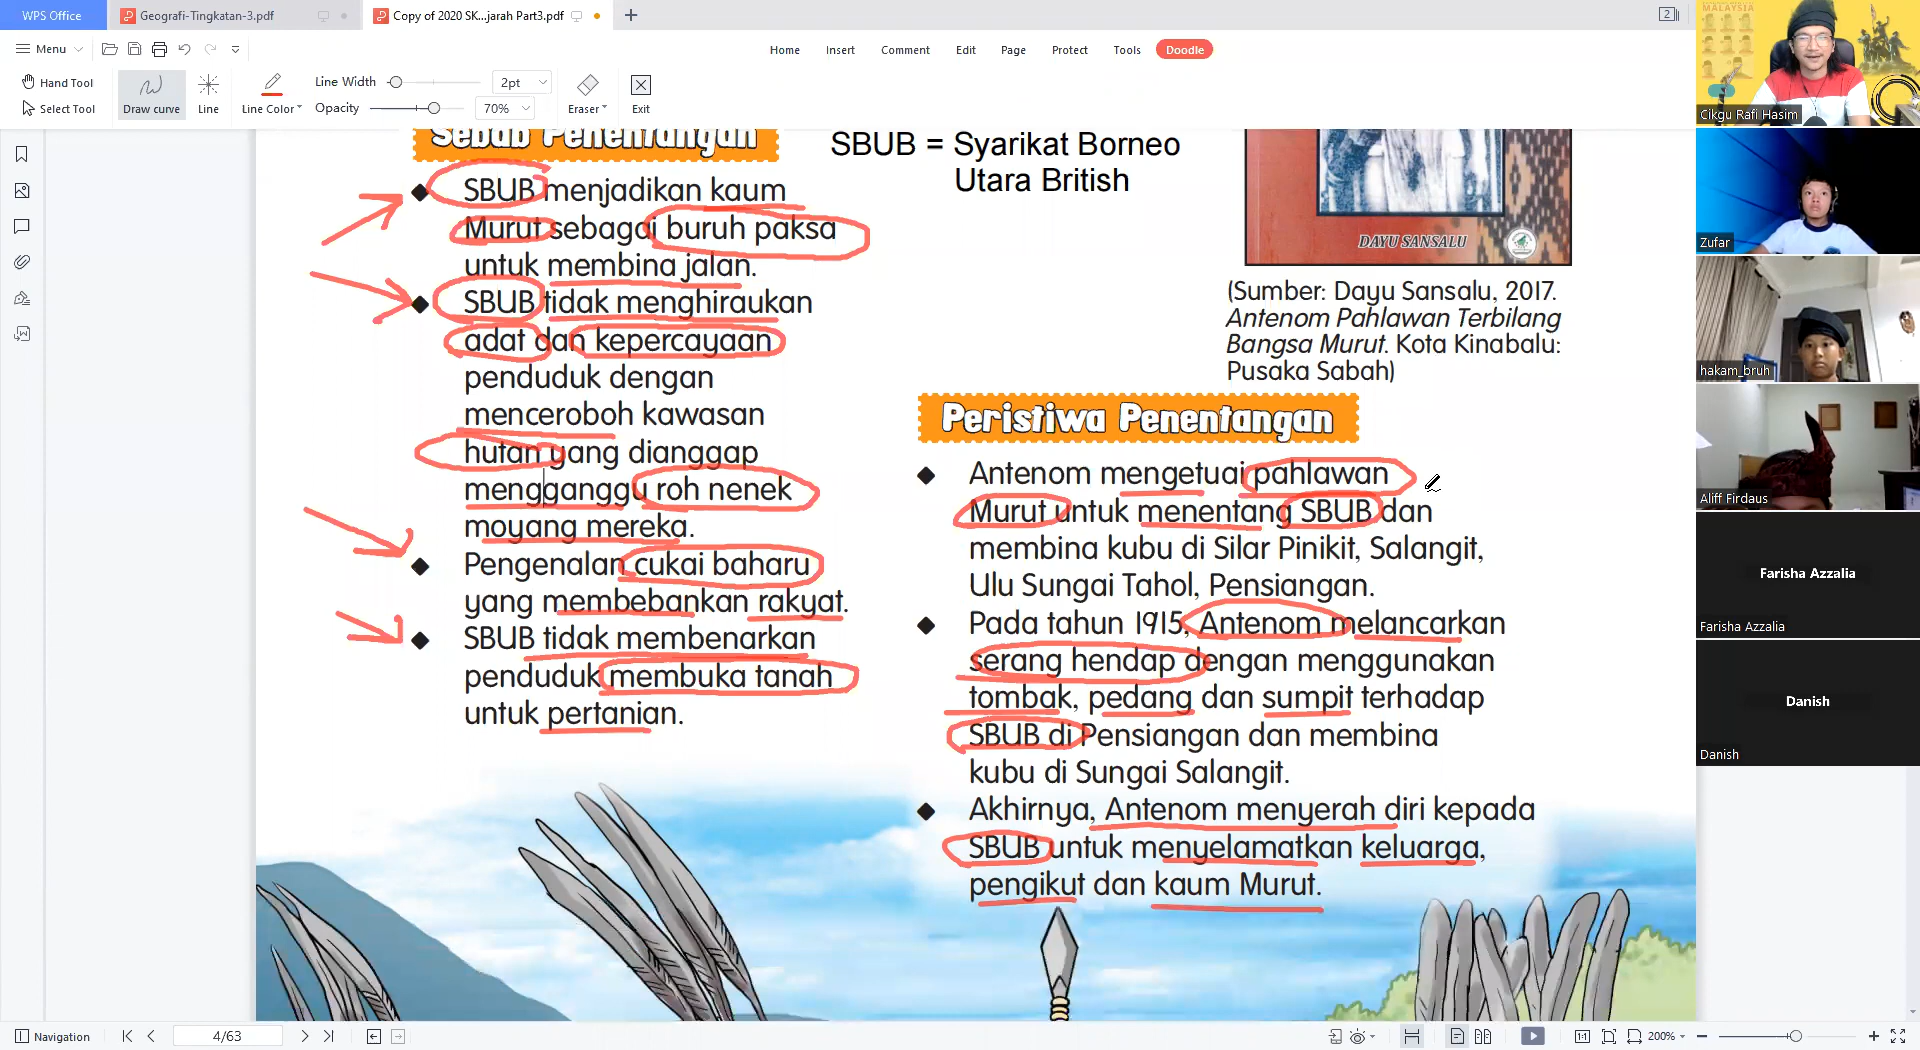 WPS Office
Geografi-Tingkatan-3.pdf
Copy of 2020 SK...jarah Part3.pdf
2
Menu
Home
Insert
Comment
Edit
Page
Protect
Tools
Doodle
Hand Tool
Select Tool
Draw curve
Line
Line Color
Line Width
2pt
Opacity
70%
Eraser
Exit
Sebab Penentangan
SBUB menjadikan kaum
Murut sebagai buruh paksa
untuk membina jalan.
SBUB tidak menghiraukan
adat dan kepercayaan
penduduk dengan
menceroboh kawasan
hutan yang dianggap
mengganggu roh nenek
moyang mereka.
Pengenalan cukai baharu
yang membebankan rakyat.
SBUB tidak membenarkan
penduduk membuka tanah
untuk pertanian.
SBUB = Syarikat Borneo
Utara British
DAYU SANSALU
(Sumber: Dayu Sansalu, 2017.
Antenom Pahlawan Terbilang
Bangsa Murut. Kota Kinabalu:
Pusaka Sabah)
Peristiwa Penentangan
Antenom mengetuai pahlawan
Murut untuk menentang SBUB dan
membina kubu di Silar Pinikit, Salangit,
Ulu Sungai Tahol, Pensiangan.
Pada tahun 1915, Antenom melancarkan
serang hendap dengan menggunakan
tombak, pedang dan sumpit terhadap
SBUB di Pensiangan dan membina
kubu di Sungai Salangit.
Akhirnya, Antenom menyerah diri kepada
SBUB untuk menyelamatkan keluarga,
pengikut dan kaum Murut.
MALAYSIA
Cikgu Rafi Hasim
Zufar
hakam_bruh
Aliff Firdaus
Farisha Azzalia
Farisha Azzalia
Danish
Danish
Navigation
4/63
1:1
200%